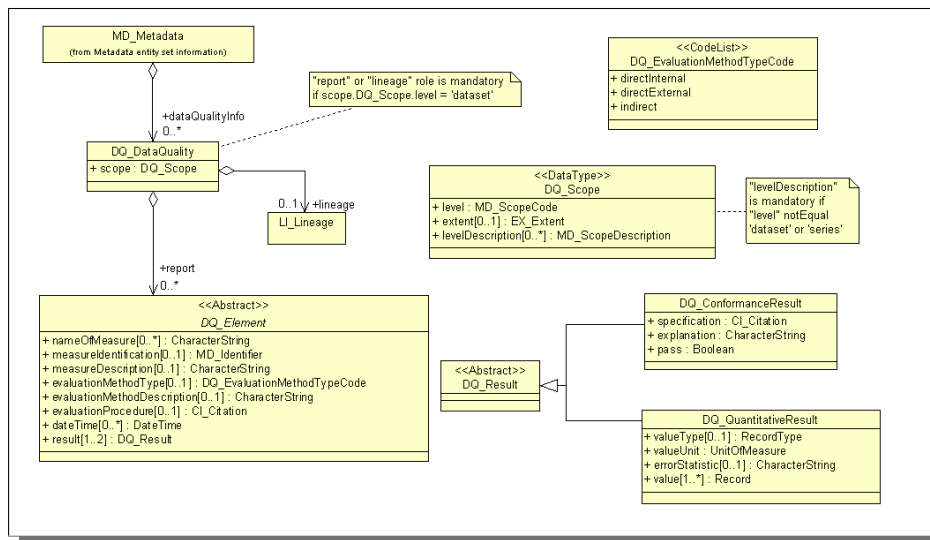 MD_Metadata
(from Metadata entity set information)
+dataQualityInfo
0..*
"report" or "lineage" role is mandatory
if scope.DQ_Scope.level = 'dataset'
<<CodeList>>
DQ_EvaluationMethodTypeCode
+ directInternal
+ directExternal
+ indirect
DQ_DataQuality
+ scope : DQ_Scope
0..1
+lineage
LI_Lineage
<<DataType>>
DQ_Scope
+ level : MD_ScopeCode
+ extent[0..1] : EX_Extent
+ levelDescription[0..*] : MD_ScopeDescription
"levelDescription"
is mandatory if
"level" notEqual
'dataset' or 'series'
+report
0..*
<<Abstract>>
DQ_Element
+ nameOfMeasure[0..*] : CharacterString
+ measureIdentification[0..1] : MD_Identifier
+ measureDescription[0..1] : CharacterString
+ evaluationMethodType[0..1] : DQ_EvaluationMethodTypeCode
+ evaluationMethodDescription[0..1] : CharacterString
+ evaluationProcedure[0..1] : CI_Citation
+ dateTime[0..*] : DateTime
+ result[1..2] : DQ_Result
<<Abstract>>
DQ_Result
DQ_ConformanceResult
+ specification : CI_Citation
+ explanation : CharacterString
+ pass : Boolean
DQ_QuantitativeResult
+ valueType[0..1] : RecordType
+ valueUnit : UnitOfMeasure
+ errorStatistic[0..1] : CharacterString
+ value[1..*] : Record